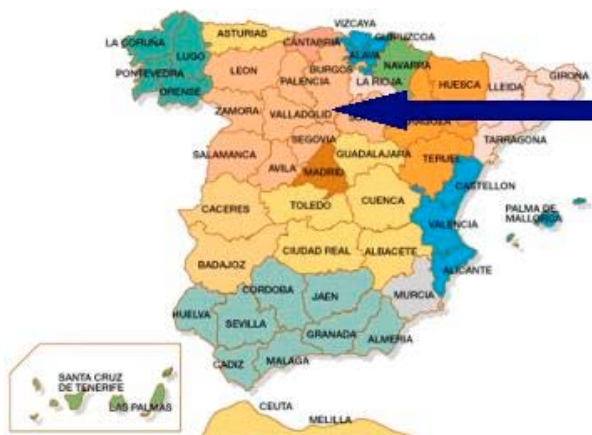 VIZCAYA
GUIPUZCOA
ASTURIAS
CANTABRIA
LA CORUÑA
LUGO
ALAVA
NAVARRA
PONTEVEDRA
LEON
BURGOS
PALENCIA
LA RIOJA
HUESCA
GIRONA
LLEIDA
ORENSE
ZAMORA
VALLADOLID
SEGOVIA
TARRAGONA
SALAMANCA
AVILA
MADRID
GUADALAJARA
TERUEL
CASTELLON
CACERES
TOLEDO
CUENCA
PALMA DE
MALLORCA
VALENCIA
BADAJOZ
CIUDAD REAL
ALBACETE
ALICANTE
CORDOBA
JAEN
MURCIA
HUELVA
SEVILLA
GRANADA
ALMERIA
CADIZ
MALAGA
SANTA CRUZ
DE TENERIFE
LAS PALMAS
CEUTA
MELILLA